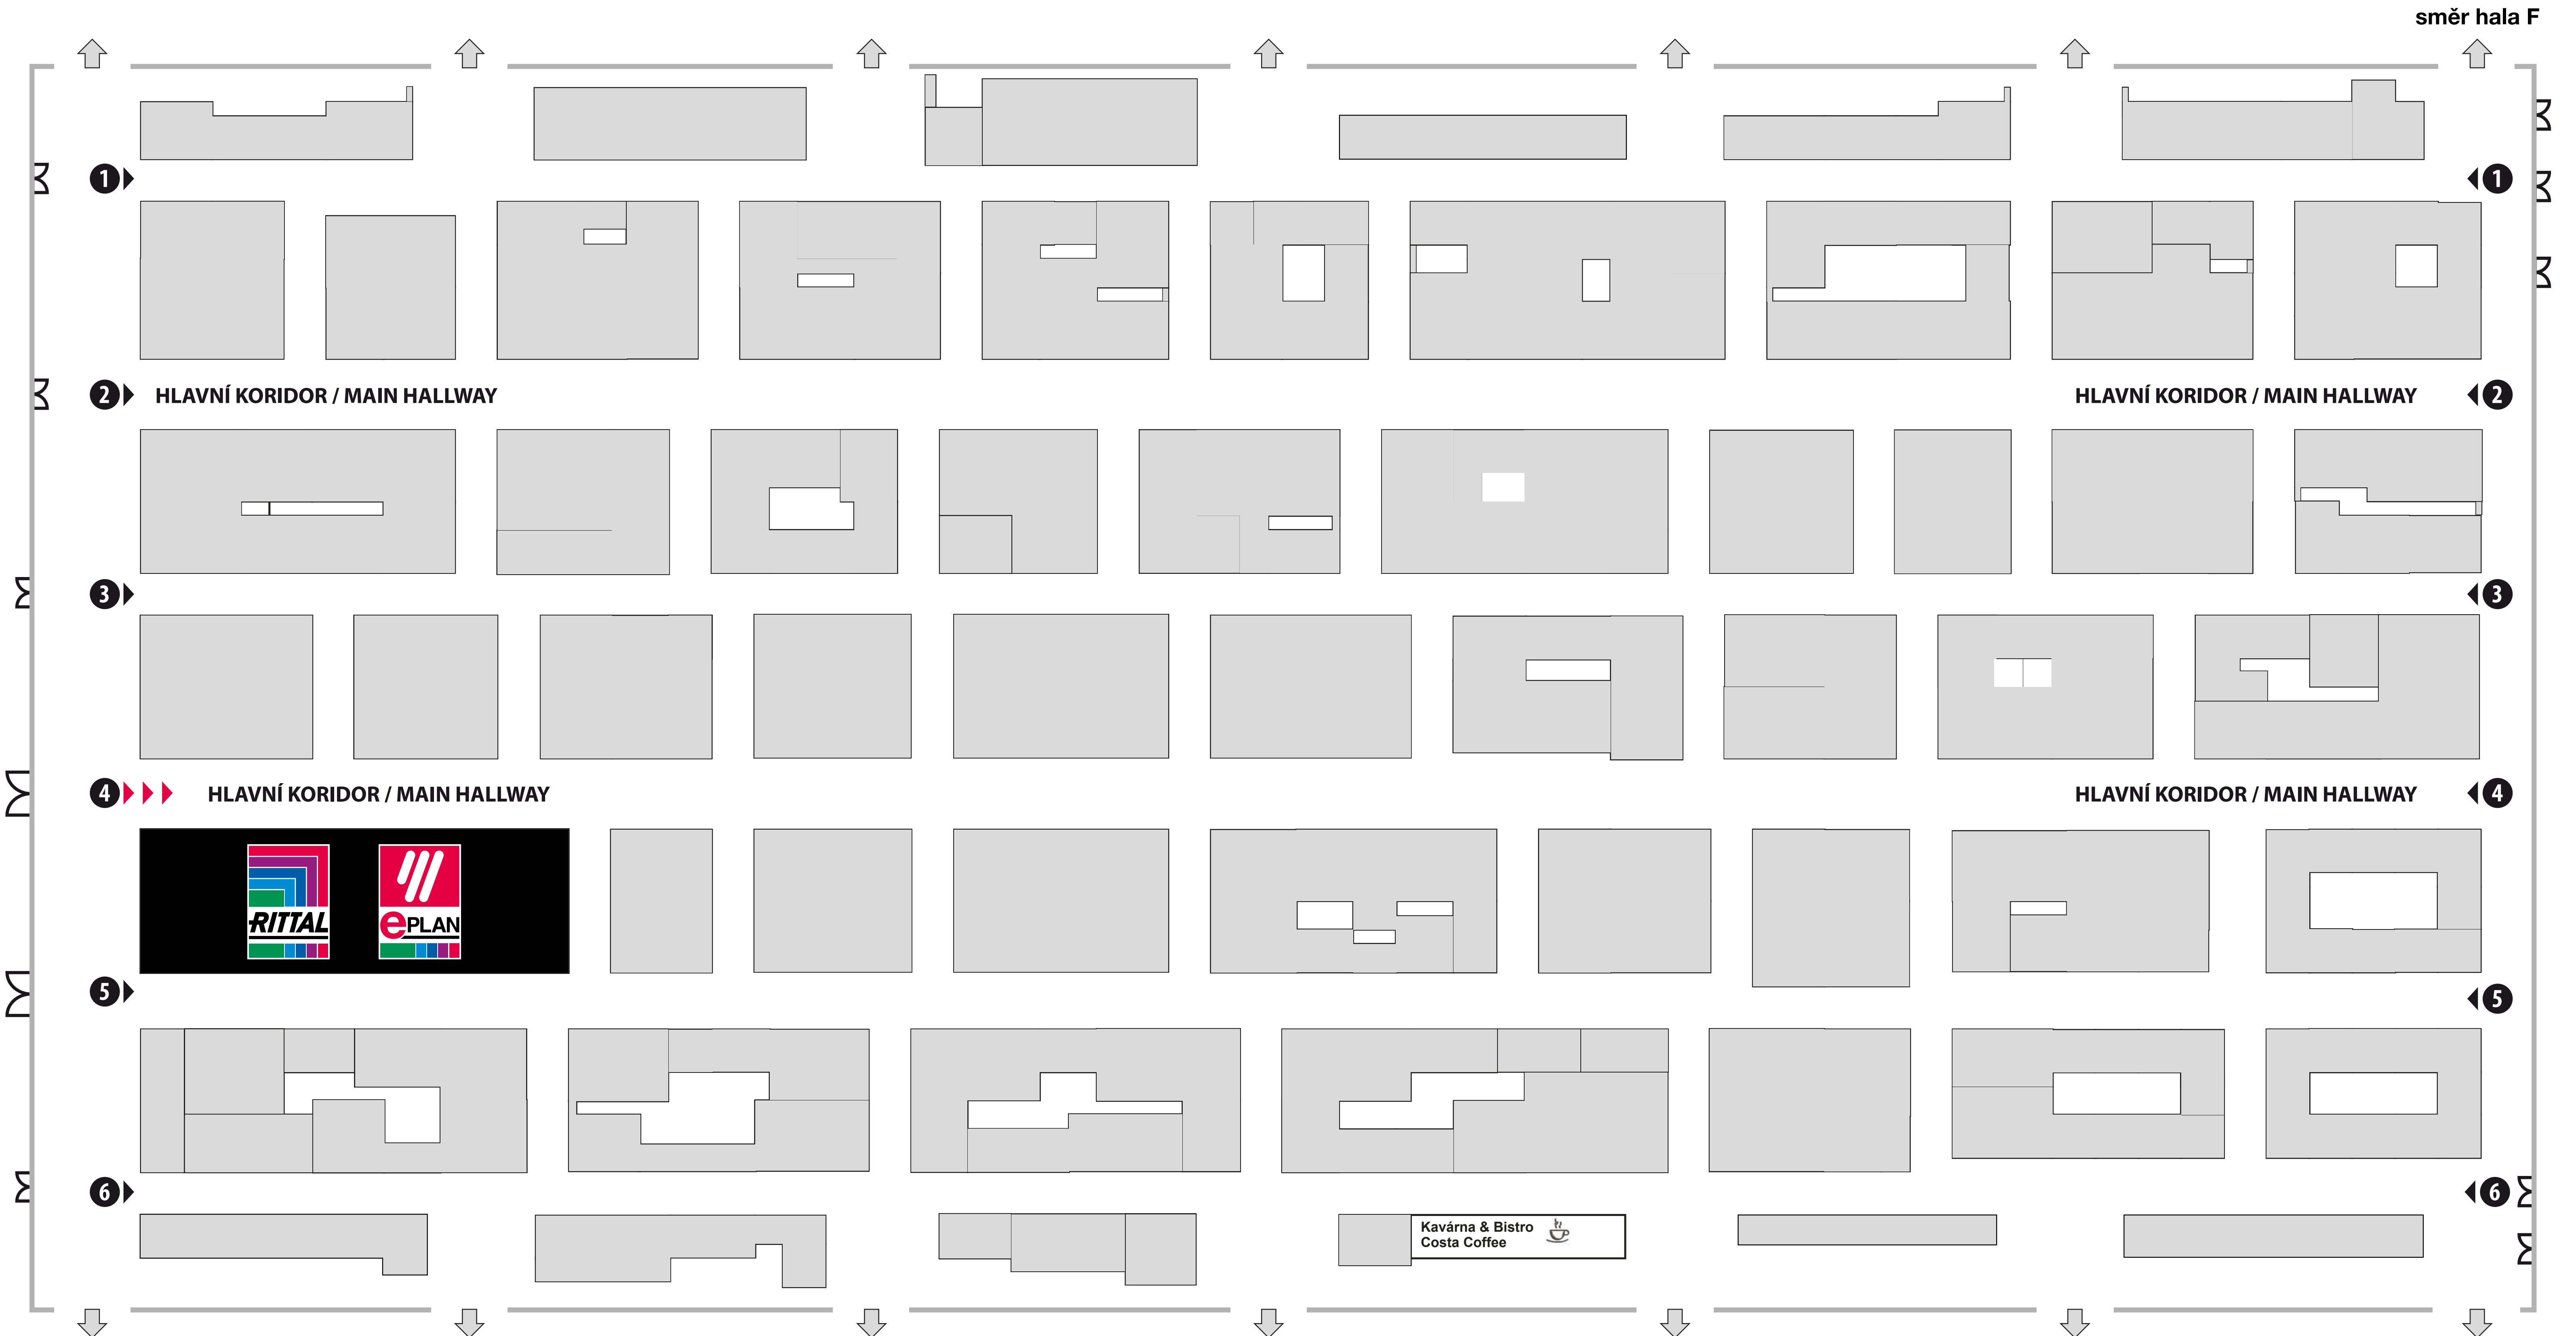 směr hala F
1
1
2 HLAVNÍ KORIDOR / MAIN HALLWAY
HLAVNÍ KORIDOR / MAIN HALLWAY 2
3
3
4 HLAVNÍ KORIDOR / MAIN HALLWAY
HLAVNÍ KORIDOR / MAIN HALLWAY 4
RITTAL
ePLAN
5
5
6
6
Kavárna & Bistro
Costa Coffee